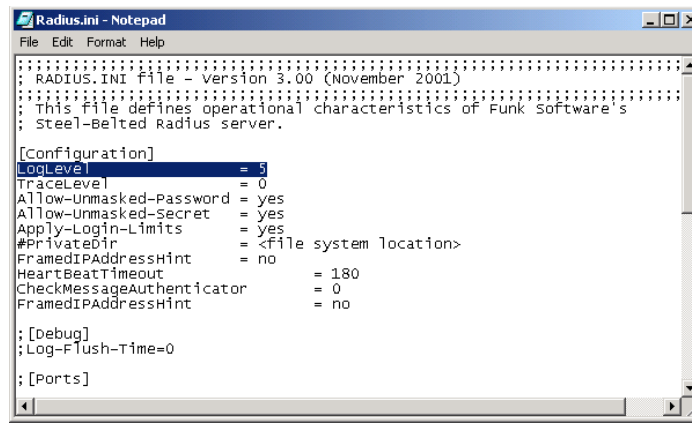 Radius.ini - Notepad
File Edit Format Help
;;;;;;;;;;;;;;;;;;;;;;;;;;;;;;;;;;;;;;;;;;;;;;;;;;;;;;;;;;;;;;;;;;;;;;;;
; RADIUS.INI file - Version 3.00 (November 2001)
;;;;;;;;;;;;;;;;;;;;;;;;;;;;;;;;;;;;;;;;;;;;;;;;;;;;;;;;;;;;;;;;;;;;;;;;
; This file defines operational characteristics of Funk Software's
; Steel-Belted Radius server.
[Configuration]
LogLevel = 5
TraceLevel = 0
Allow-Unmasked-Password = yes
Allow-Unmasked-Secret = yes
Apply-Login-Limits = yes
#PrivateDir = <file system location>
FramedIPAddressHint = no
HeartBeatTimeout = 180
CheckMessageAuthenticator = 0
FramedIPAddressHint = no
;[Debug]
;Log-Flush-Time=0
;[Ports]